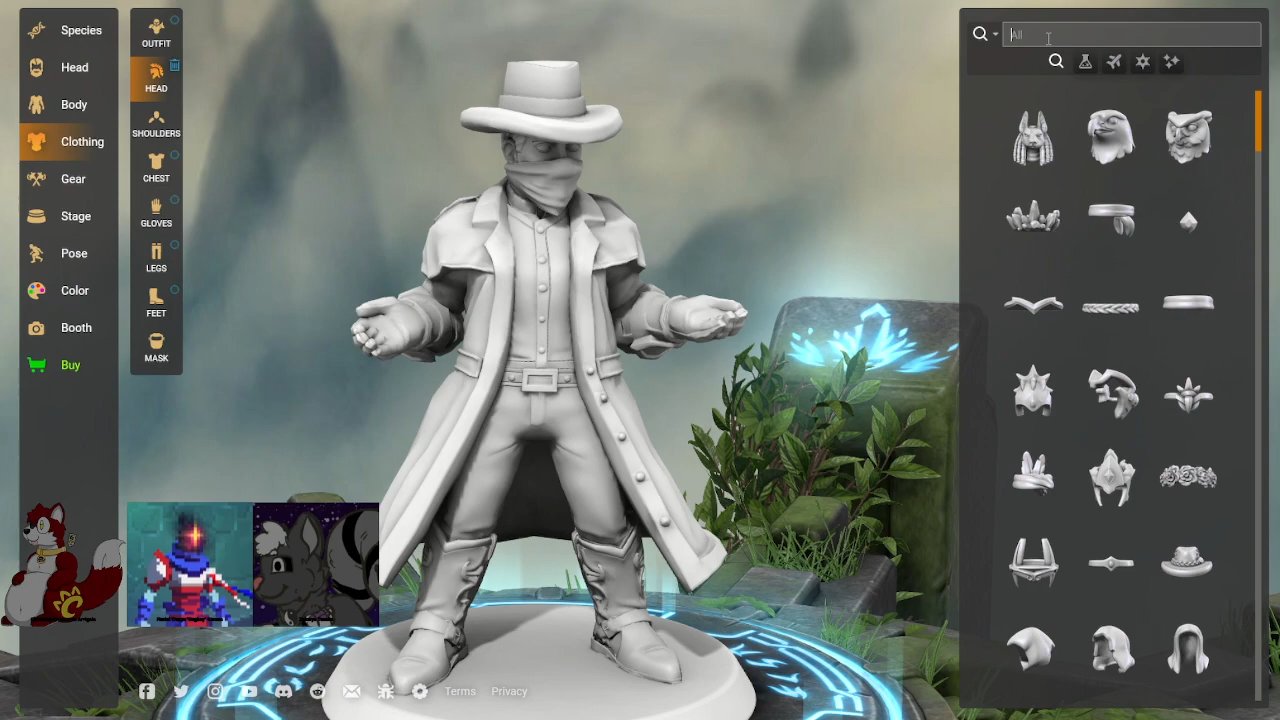 Species
Head
Body
Clothing
Gear
Stage
Pose
Color
Booth
Buy
OUTFIT
HEAD
SHOULDERS
CHEST
GLOVES
LEGS
FEET
MASK
All
Terms Privacy